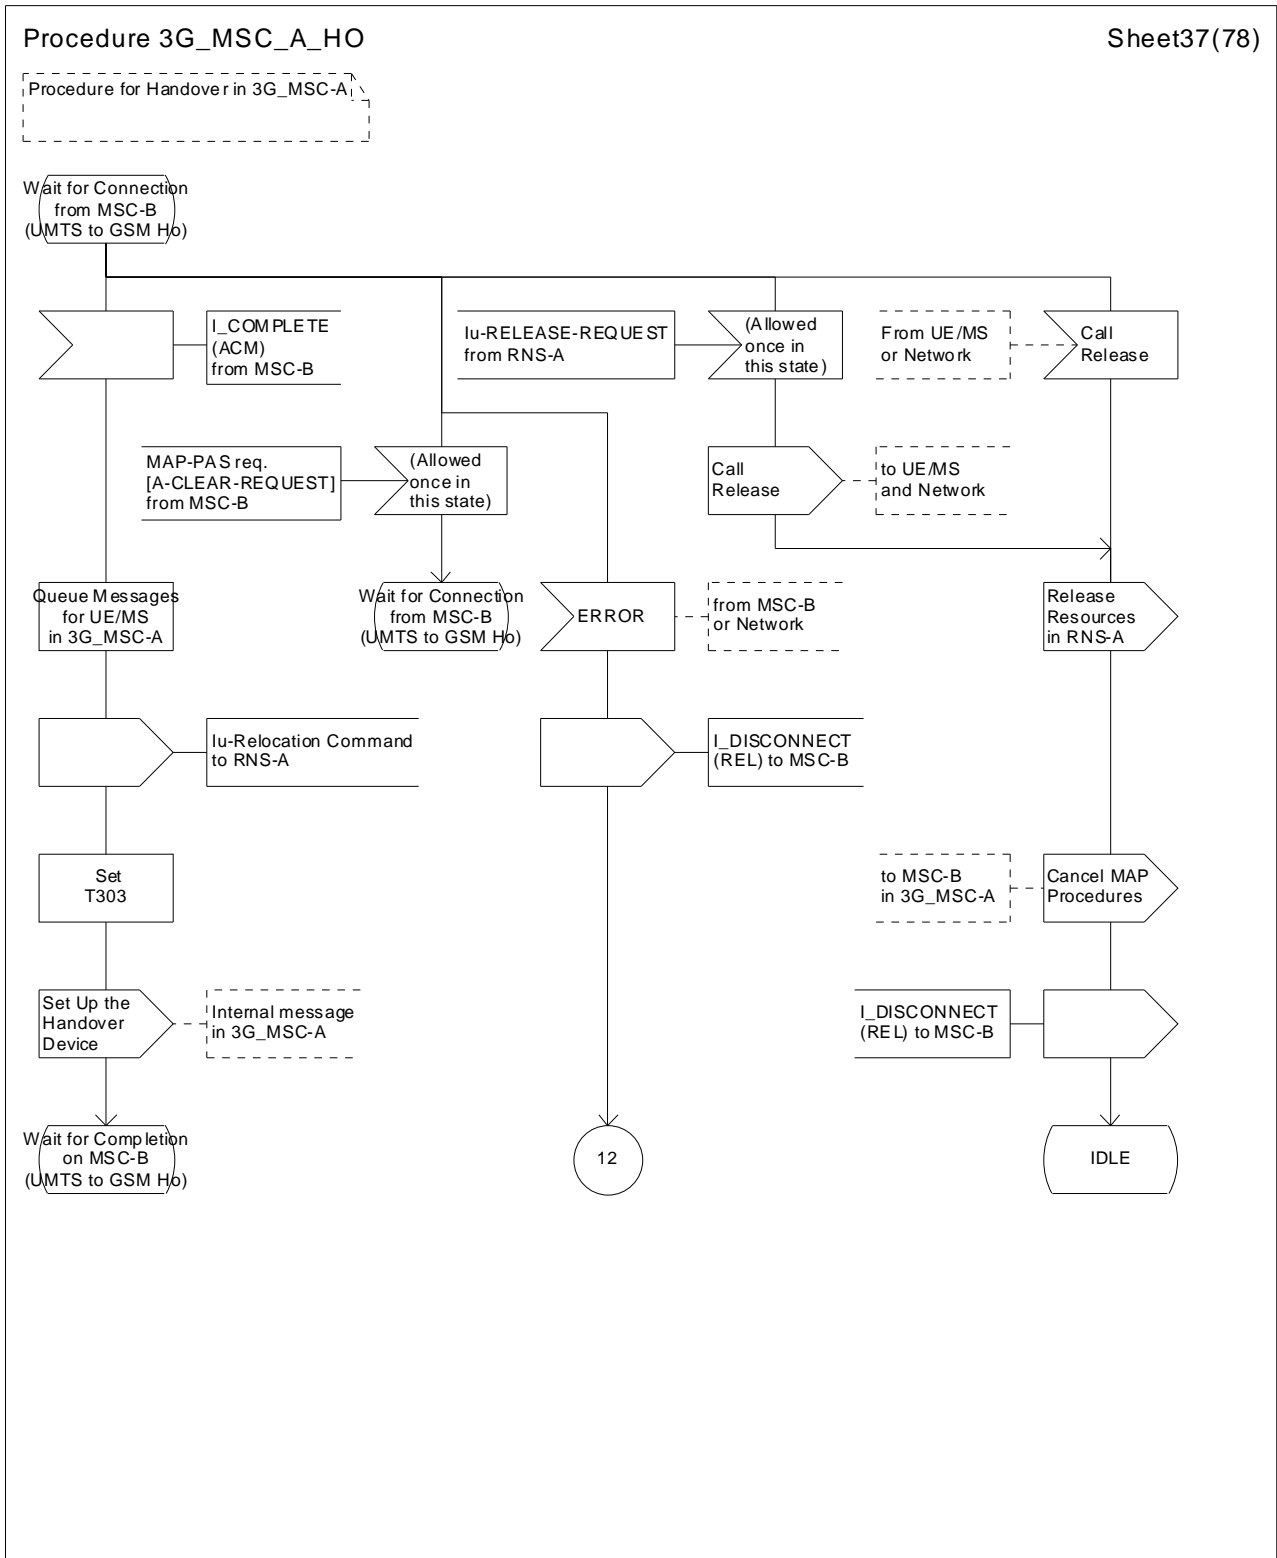 Procedure 3G_MSC_A_HO
Sheet37(78)
Procedure for Handover in 3G_MSC-A
Wait for Connection
from MSC-B
(UMTS to GSM Ho)
I_COMPLETE
(ACM)
from MSC-B
Iu-RELEASE-REQUEST
from RNS-A
(Allowed
once in
this state)
From UE/MS
or Network
Call
Release
MAP-PAS req.
[A-CLEAR-REQUEST]
from MSC-B
(Allowed
once in
this state)
Call
Release
to UE/MS
and Network
Queue Messages
for UE/MS
in 3G_MSC-A
Wait for Connection
from MSC-B
(UMTS to GSM Ho)
ERROR
from MSC-B
or Network
Release
Resources
in RNS-A
Iu-Relocation Command
to RNS-A
I_DISCONNECT
(REL) to MSC-B
Set
T303
to MSC-B
in 3G_MSC-A
Cancel MAP
Procedures
Set Up the
Handover
Device
Internal message
in 3G_MSC-A
I_DISCONNECT
(REL) to MSC-B
Wait for Completion
on MSC-B
(UMTS to GSM Ho)
12
IDLE